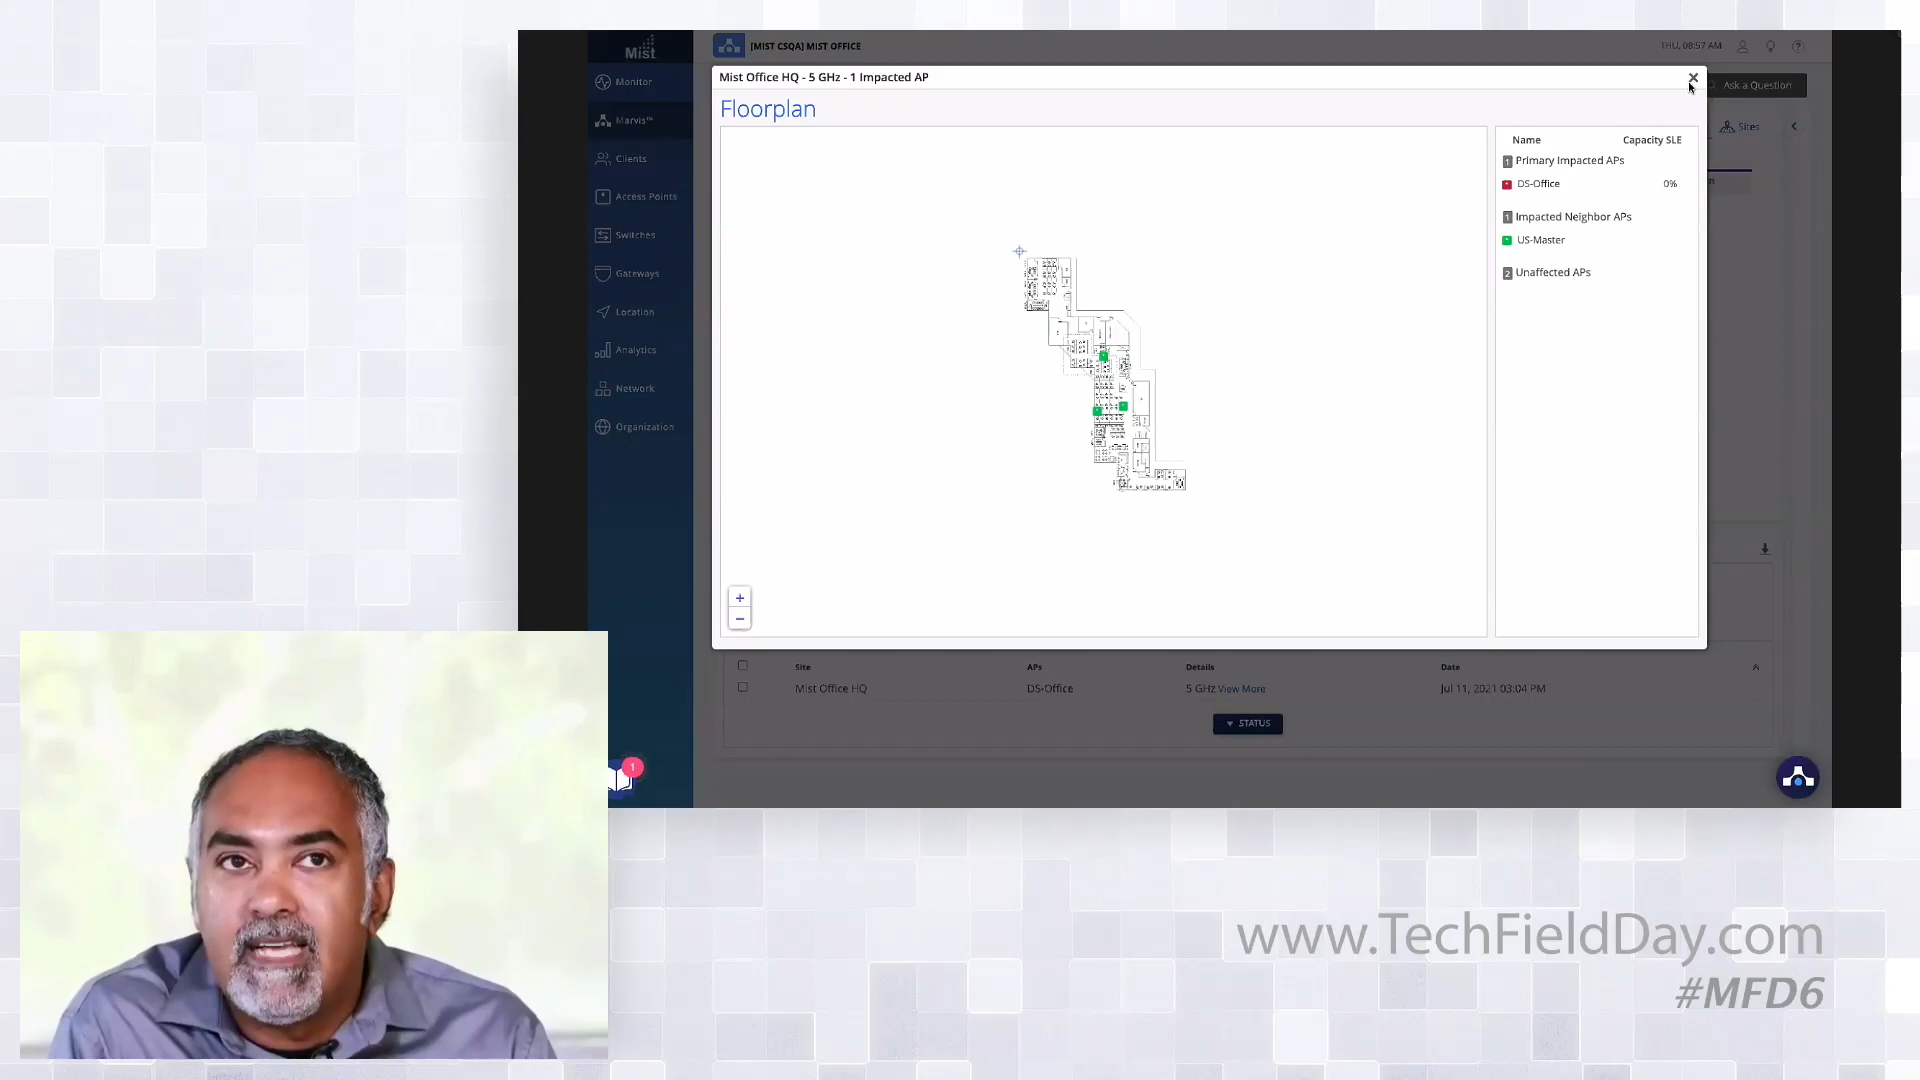 Mist
[MIST CSQA] MIST OFFICE
THU, 08:57 AM
Monitor
Marvis™
Clients
Access Points
Switches
Gateways
Location
Analytics
Network
Organization
Mist Office HQ - 5 GHz - 1 Impacted AP
Ask a Question
Floorplan
Sites
Name Capacity SLE
1 Primary Impacted APs
DS-Office 0%
1 Impacted Neighbor APs
US-Master
2 Unaffected APs
+
−
Site APs Details Date
Mist Office HQ DS-Office 5 GHz View More Jul 11, 2021 03:04 PM
STATUS
1
www.TechFieldDay.com
#MFD6